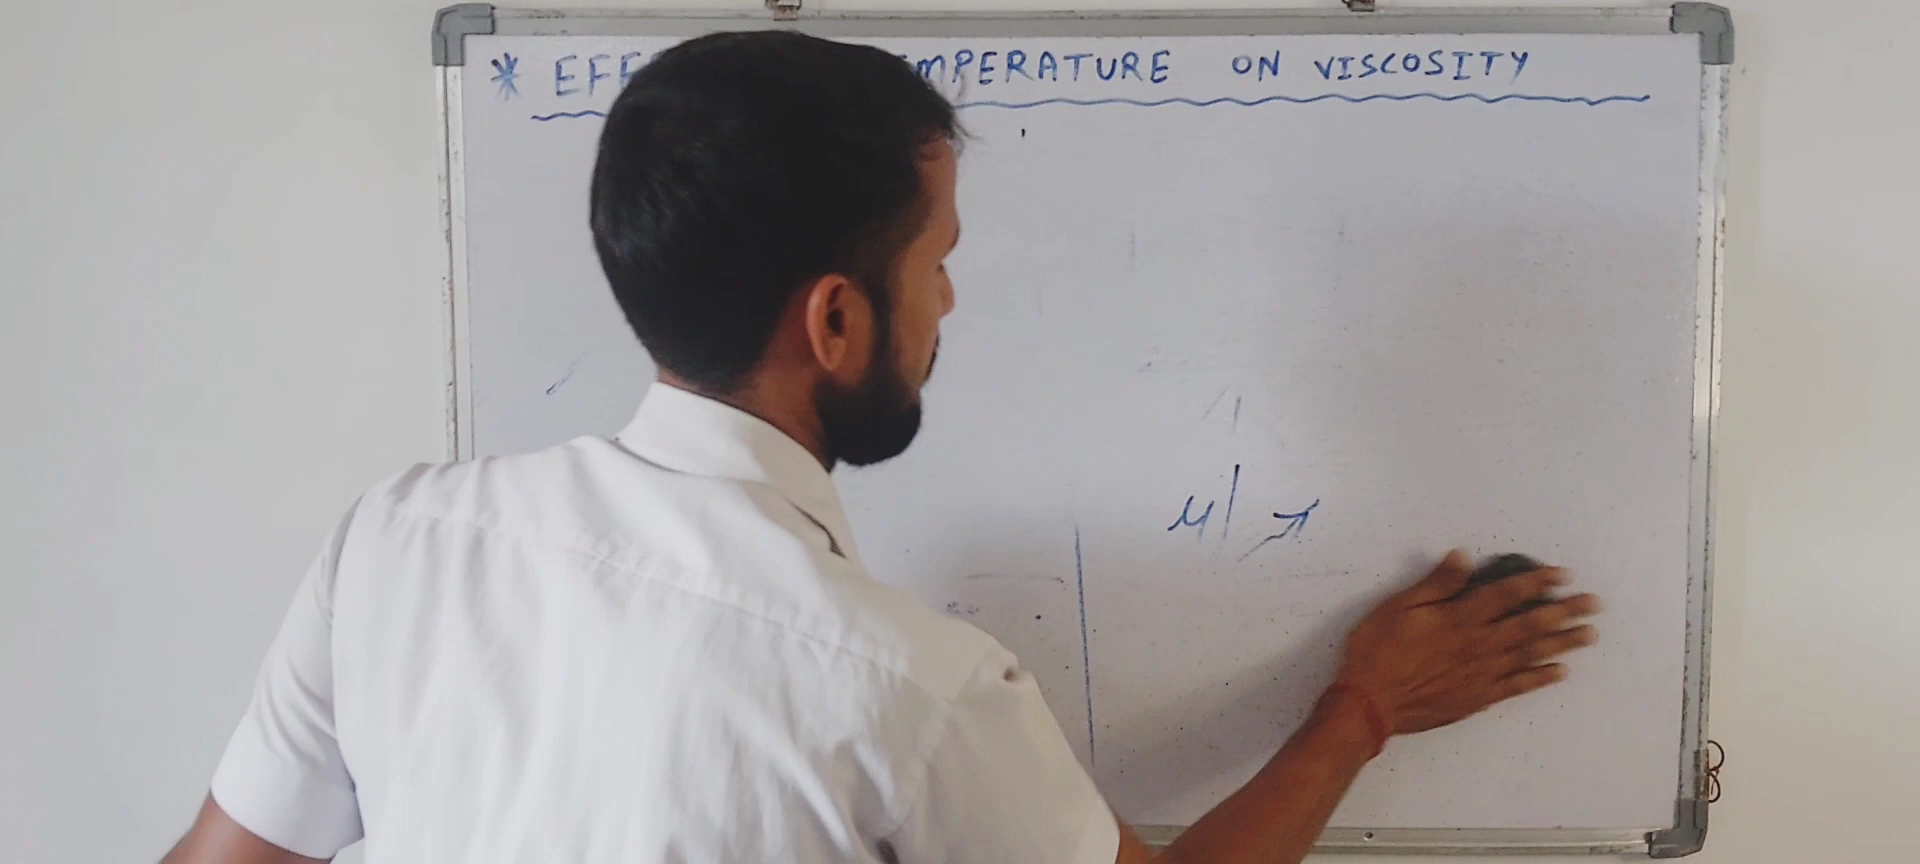 * EFF MPERATURE ON VISCOSITY
μ